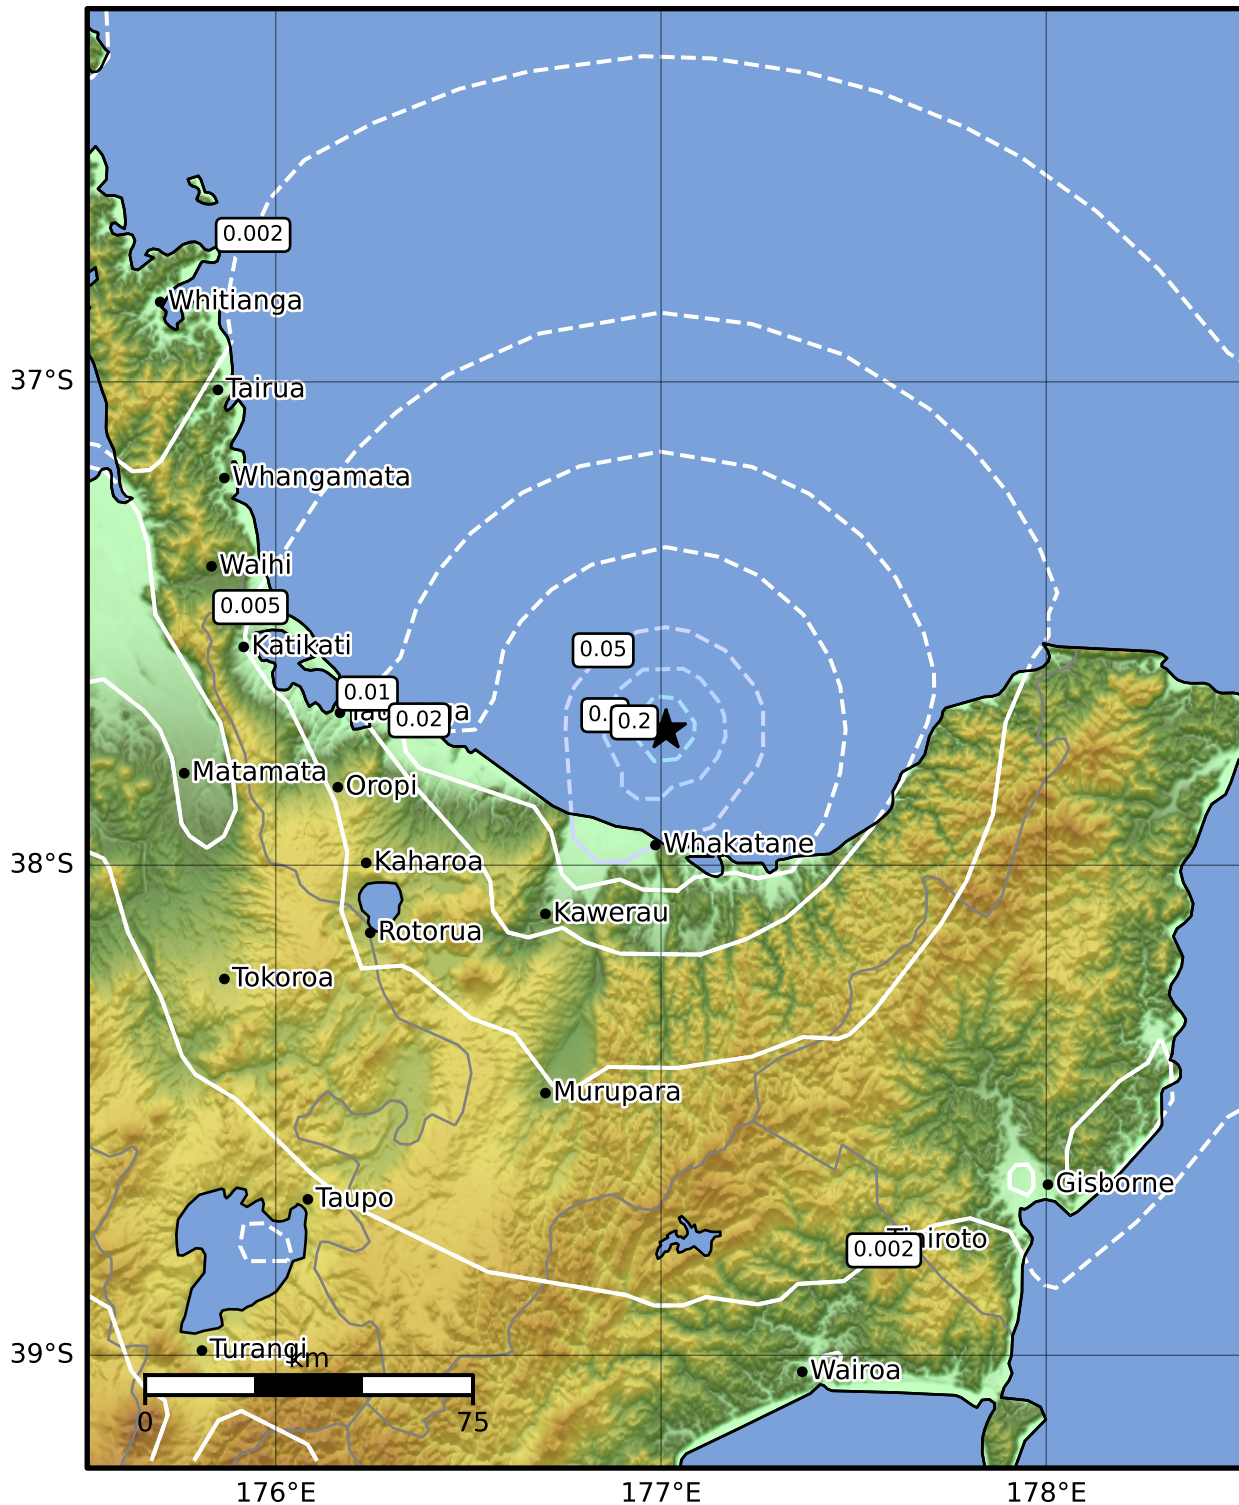 0.002
Whitianga
37°S
Tairua
Whangamata
Waihi
0.005
Katikati
0.05
0.01
0.02
0.2
Matamata
Oropi
Whakatane
38°S
Kaharoa
Kawerau
Rotorua
Tokoroa
Murupara
Gisborne
Taupo
0.002
39°S
Turangi
km
Wairoa
0
75
176°E
177°E
178°E